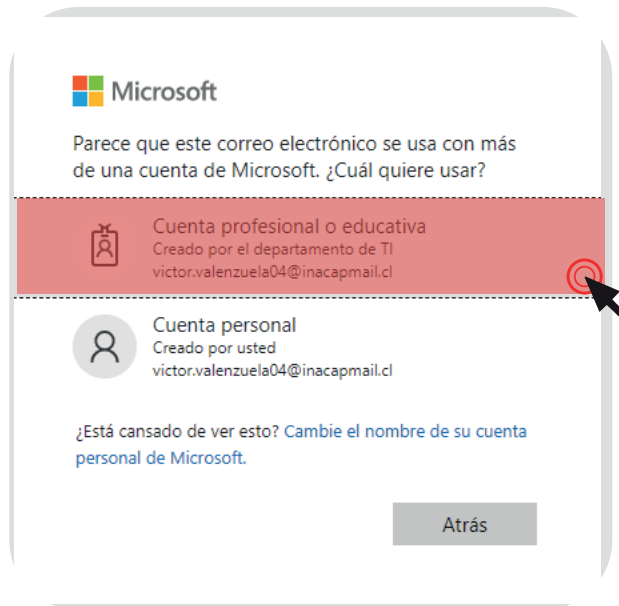 Microsoft
Parece que este correo electrónico se usa con más
de una cuenta de Microsoft. ¿Cuál quiere usar?
Cuenta profesional o educativa
Creado por el departamento de TI
victor.valenzuela04@inacapmail.cl
Cuenta personal
Creado por usted
victor.valenzuela04@inacapmail.cl
¿Está cansado de ver esto? Cambie el nombre de su cuenta
personal de Microsoft.
Atrás